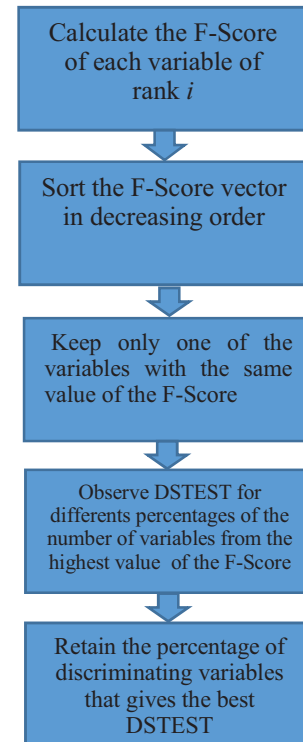 Calculate the F-Score
of each variable of
rank i
Sort the F-Score vector
in decreasing order
Keep only one of the
variables with the same
value of the F-Score
Observe DSTEST for
differents percentages of the
number of variables from the
highest value of the F-Score
Retain the percentage of
discriminating variables
that gives the best
DSTEST